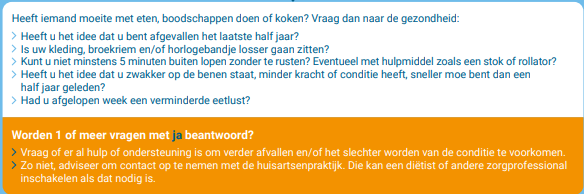 Heeft iemand moeite met eten, boodschappen doen of koken? Vraag dan naar de gezondheid:
> Heeft u het idee dat u bent afgevallen het laatste half jaar?
> Is uw kleding, broekriem en/of horlogebandje losser gaan zitten?
> Kunt u niet minstens 5 minuten buiten lopen zonder te rusten? Eventueel met hulpmiddel zoals een stok of rollator?
> Heeft u het idee dat u zwakker op de benen staat, minder kracht of conditie heeft, sneller moe bent dan een
half jaar geleden?
> Had u afgelopen week een verminderde eetlust?
Worden 1 of meer vragen met ja beantwoord?
> Vraag of er al hulp of ondersteuning is om verder afvallen en/of het slechter worden van de conditie te voorkomen.
> Zo niet, adviseer om contact op te nemen met de huisartsenpraktijk. Die kan een diëtist of andere zorgprofessional
inschakelen als dat nodig is.